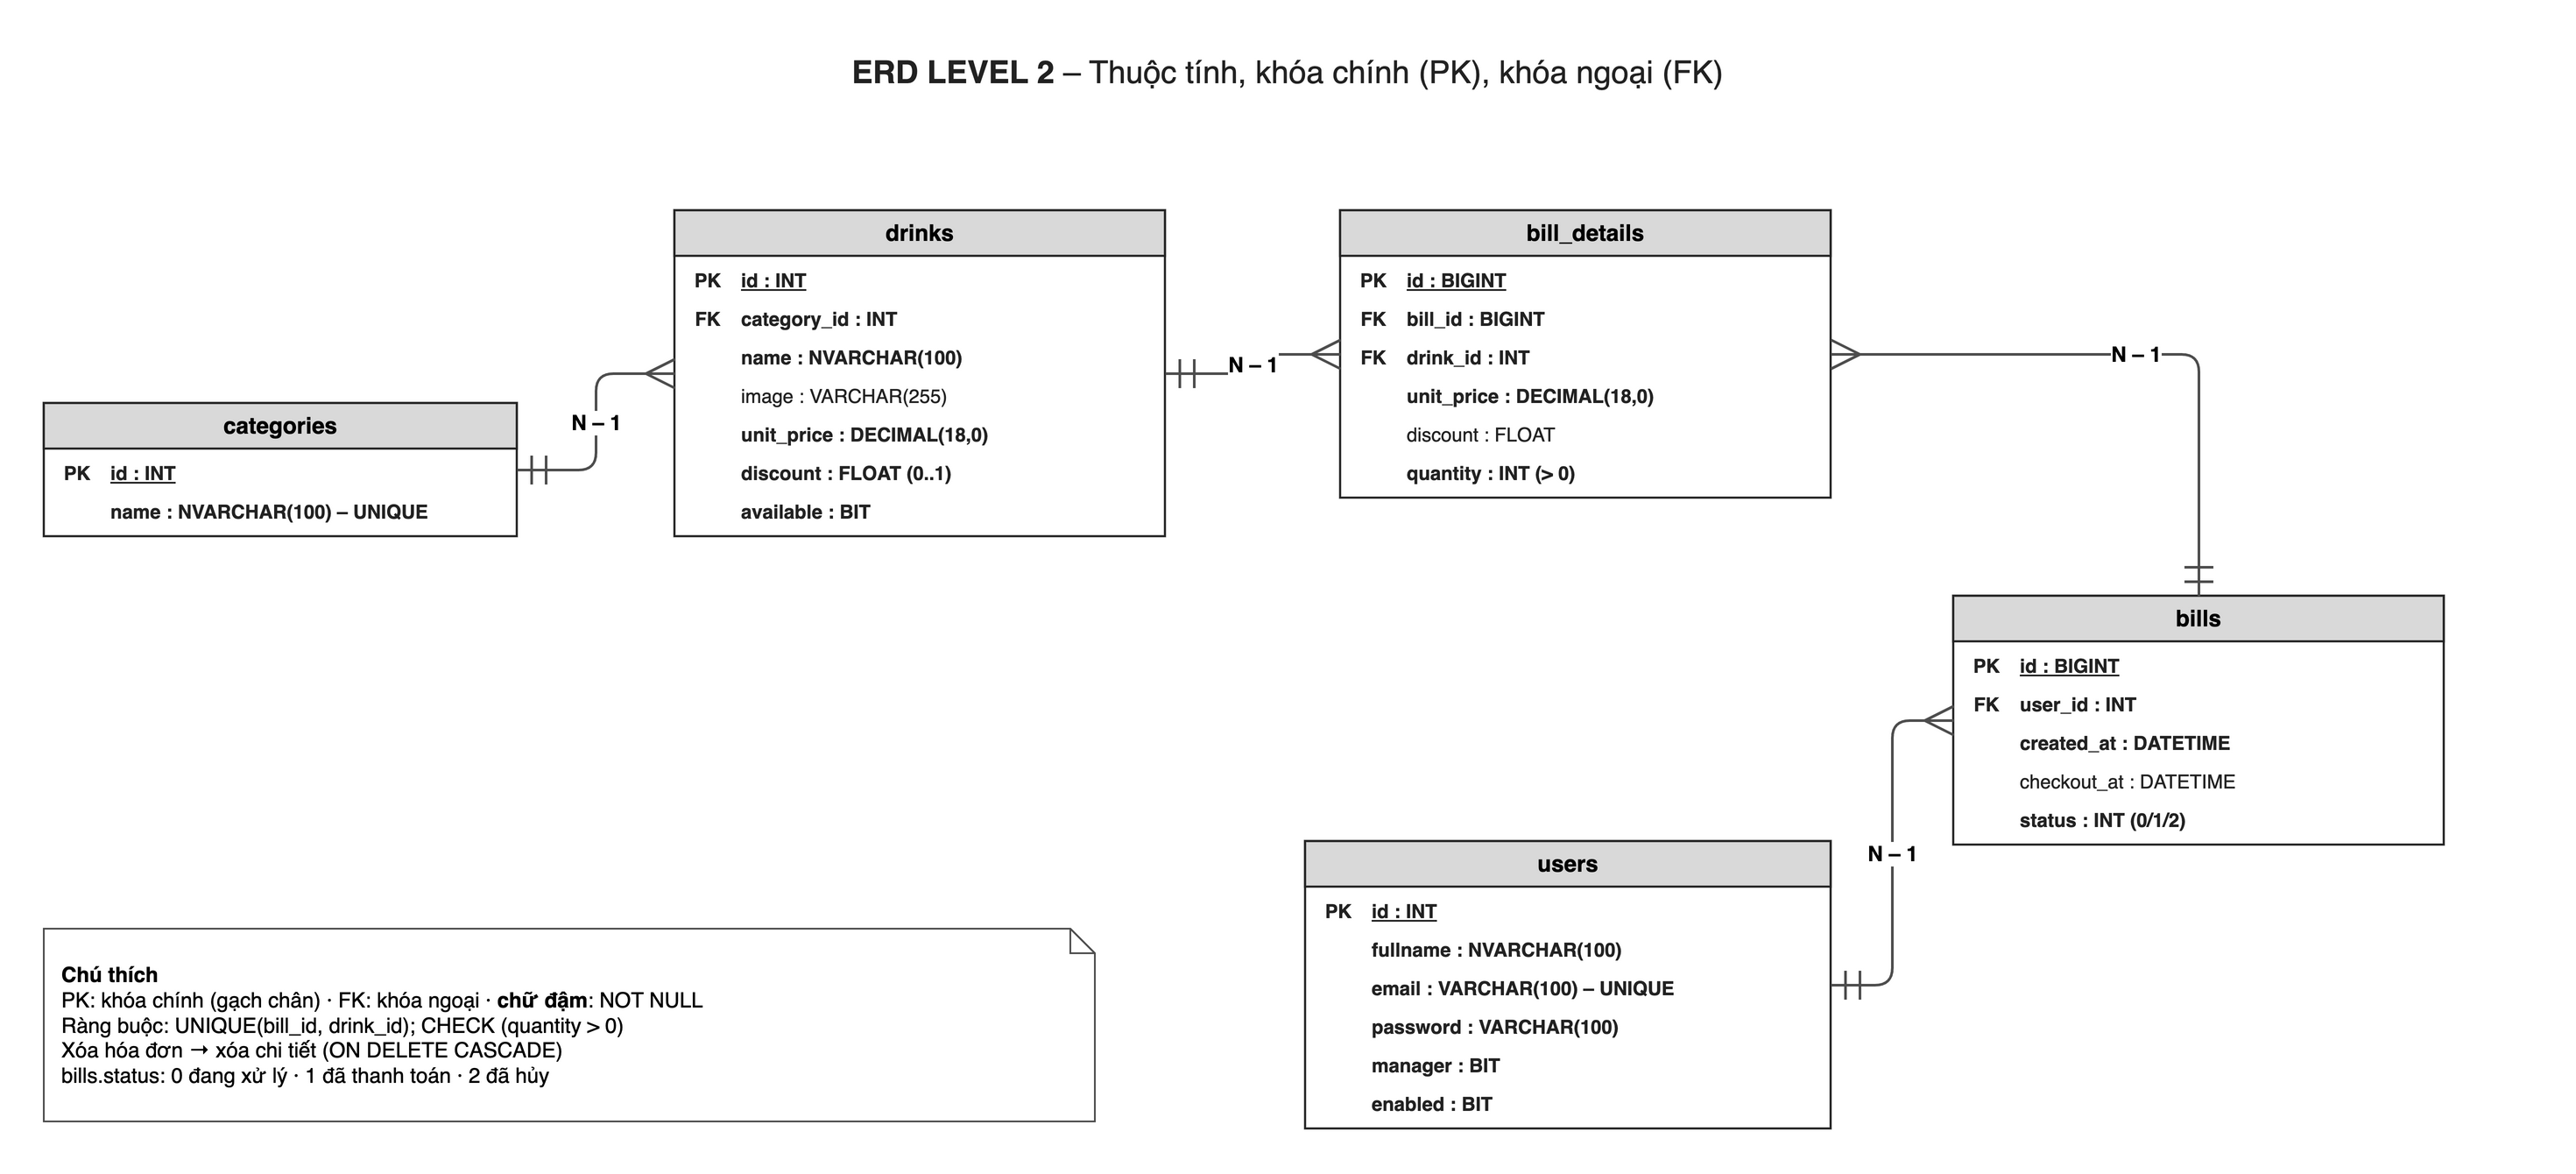 ERD LEVEL 2 – Thuộc tính, khóa chính (PK), khóa ngoại (FK)
drinks
PK id : INT
FK category_id : INT
name : NVARCHAR(100)
image : VARCHAR(255)
unit_price : DECIMAL(18,0)
discount : FLOAT (0..1)
available : BIT
bill_details
PK id : BIGINT
FK bill_id : BIGINT
FK drink_id : INT
unit_price : DECIMAL(18,0)
discount : FLOAT
quantity : INT (> 0)
N – 1
N – 1
N – 1
categories
PK id : INT
name : NVARCHAR(100) – UNIQUE
bills
PK id : BIGINT
FK user_id : INT
created_at : DATETIME
checkout_at : DATETIME
status : INT (0/1/2)
N – 1
users
PK id : INT
fullname : NVARCHAR(100)
email : VARCHAR(100) – UNIQUE
password : VARCHAR(100)
manager : BIT
enabled : BIT
Chú thích
PK: khóa chính (gạch chân) · FK: khóa ngoại · chữ đậm: NOT NULL
Ràng buộc: UNIQUE(bill_id, drink_id); CHECK (quantity > 0)
Xóa hóa đơn → xóa chi tiết (ON DELETE CASCADE)
bills.status: 0 đang xử lý · 1 đã thanh toán · 2 đã hủy